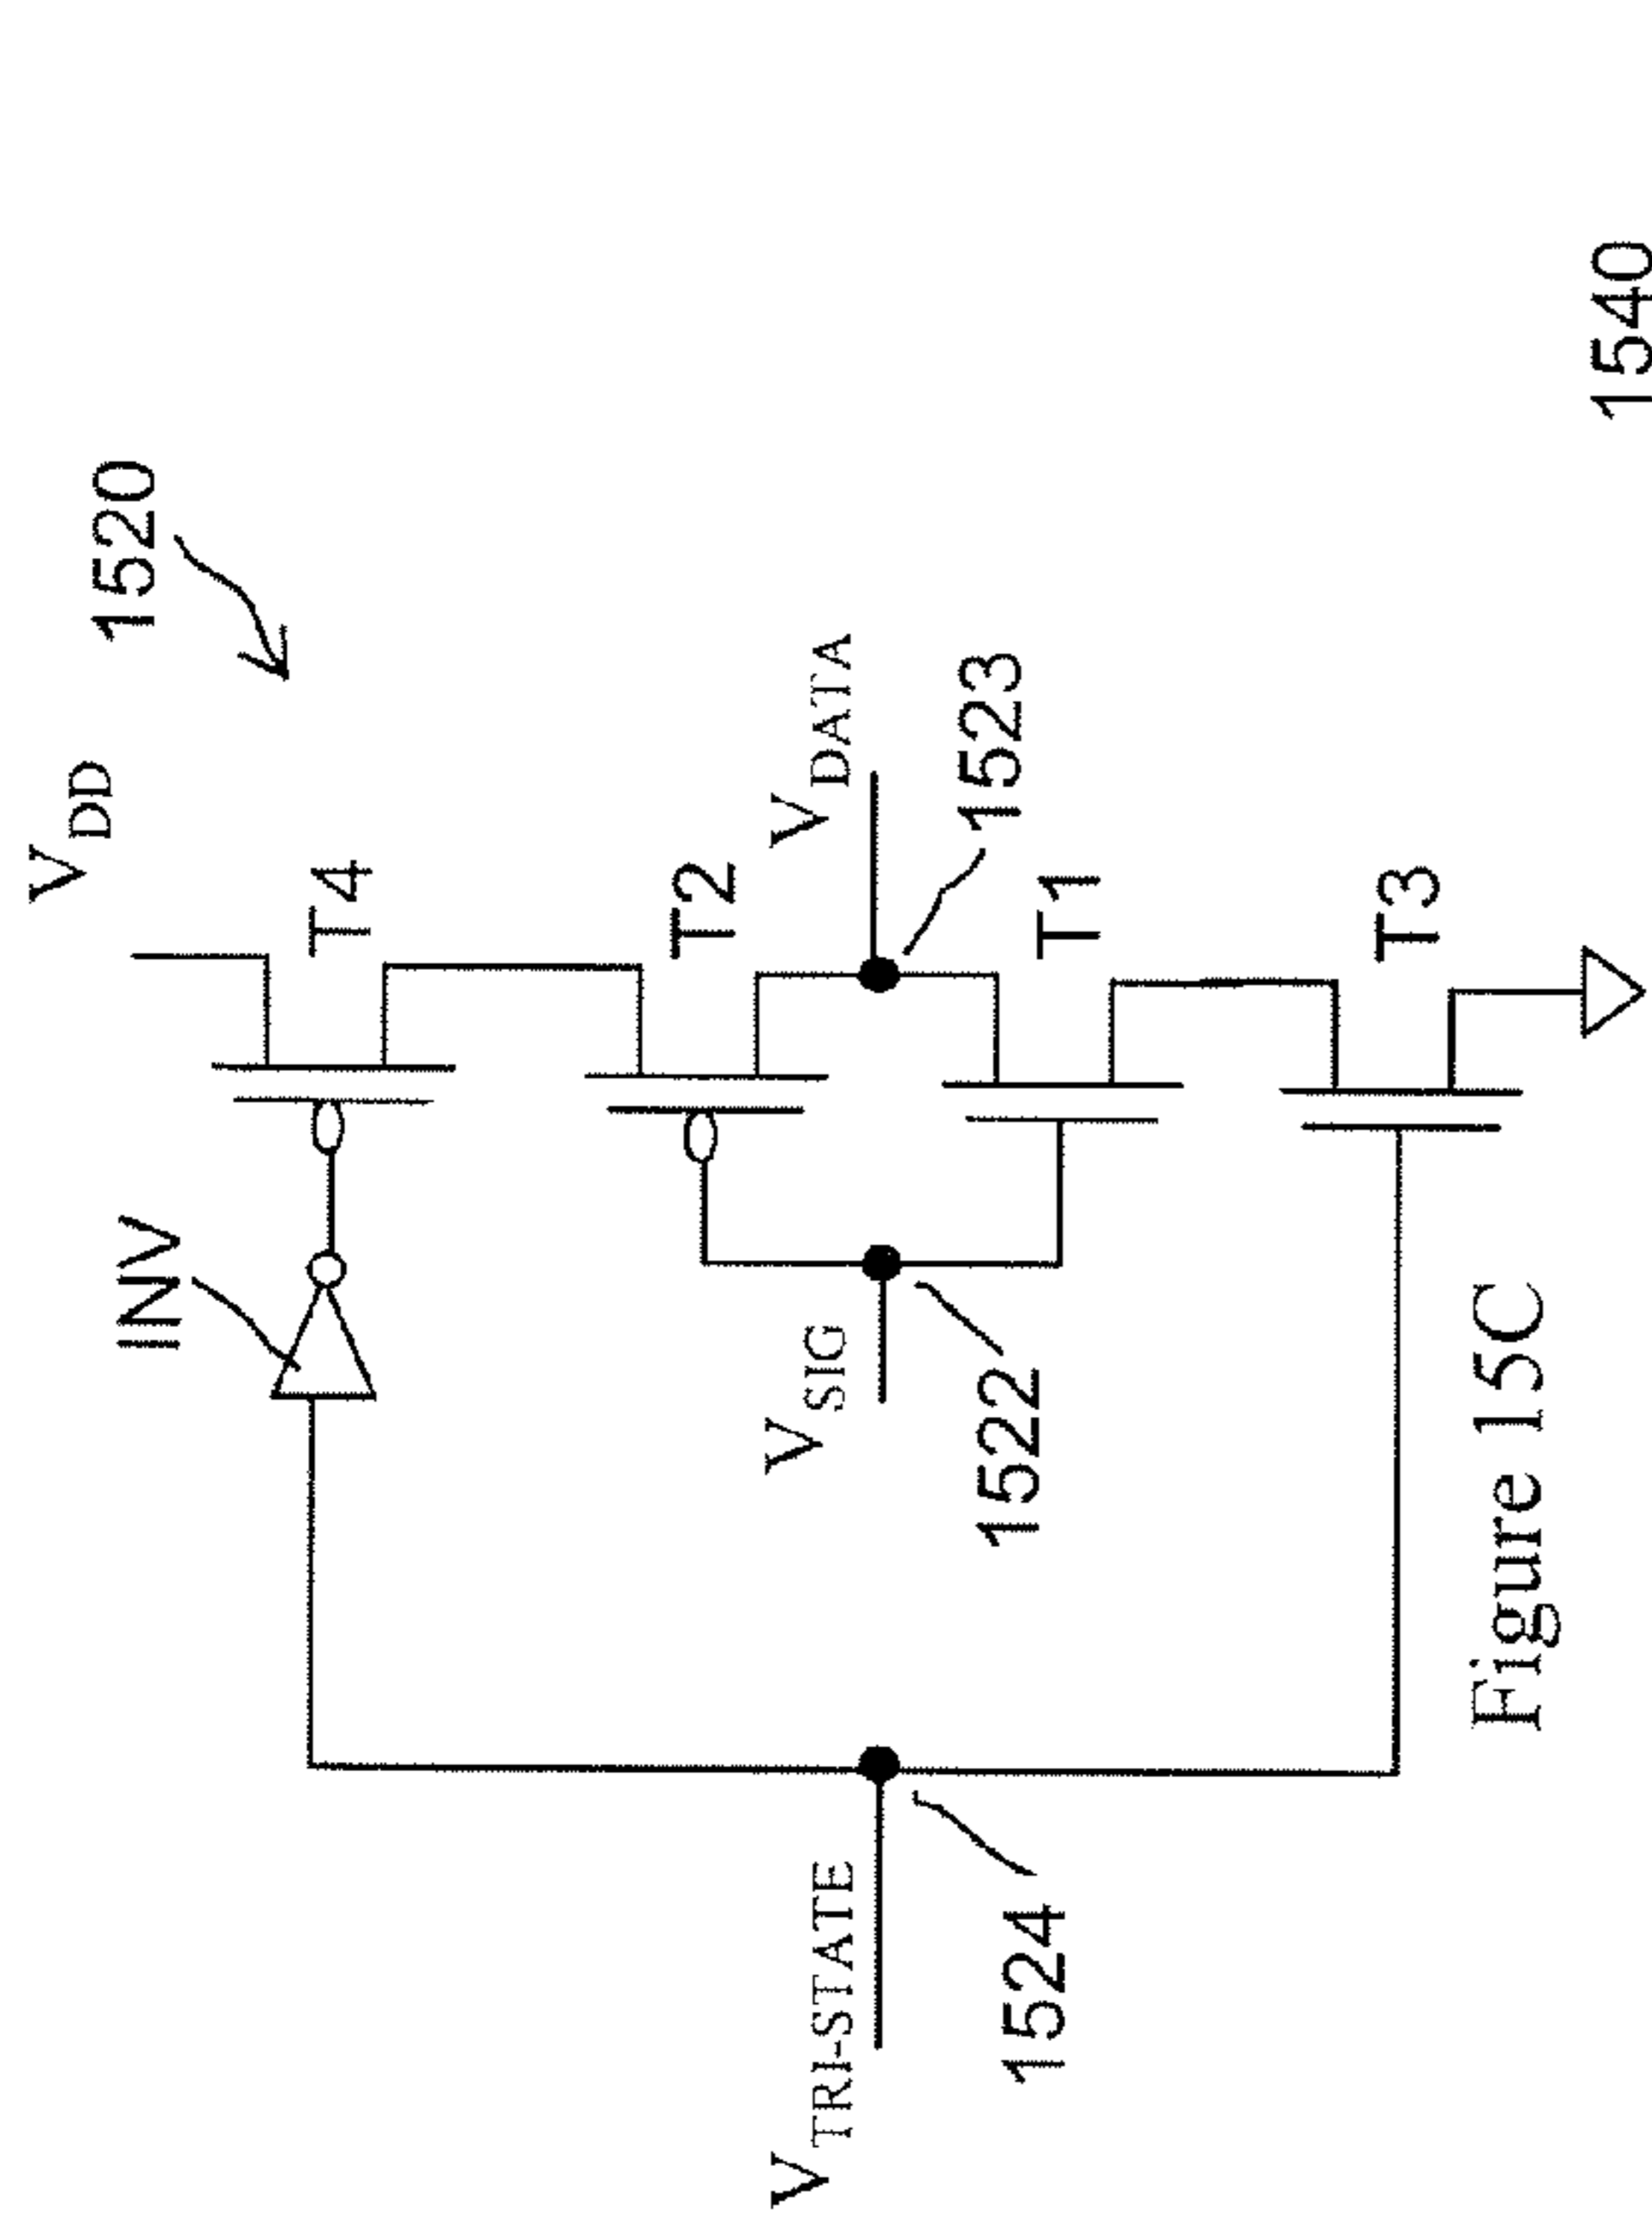 1520
VDD
INV
T4
T2
VDATA
1523
VSIG
1522
T1
VTRI-STATE
1524
T3
Figure 15C
1540